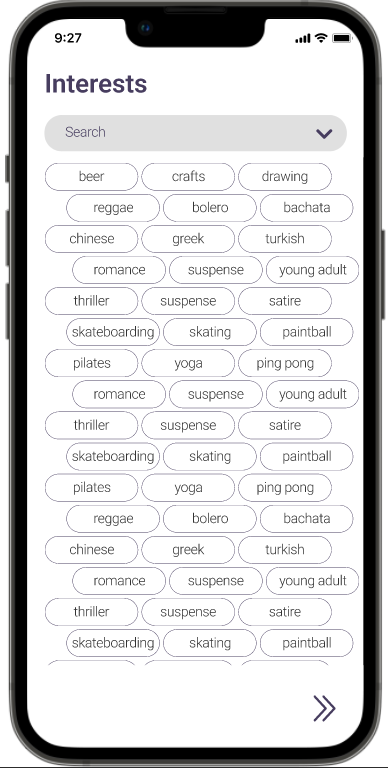 9:27
Interests
Search
beer crafts drawing
reggae bolero bachata
chinese greek turkish
romance suspense young adult
thriller suspense satire
skateboarding skating paintball
pilates yoga ping pong
romance suspense young adult
thriller suspense satire
skateboarding skating paintball
pilates yoga ping pong
reggae bolero bachata
chinese greek turkish
romance suspense young adult
thriller suspense satire
skateboarding skating paintball